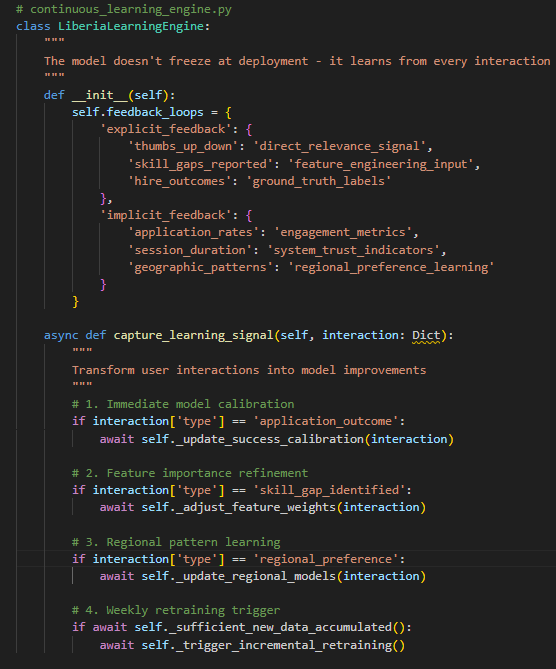 # continuous_learning_engine.py
class LiberiaLearningEngine:
    """
    The model doesn't freeze at deployment - it learns from every interaction
    """
    def __init__(self):
        self.feedback_loops = {
            'explicit_feedback': {
                'thumbs_up_down': 'direct_relevance_signal',
                'skill_gaps_reported': 'feature_engineering_input',
                'hire_outcomes': 'ground_truth_labels'
            },
            'implicit_feedback': {
                'application_rates': 'engagement_metrics',
                'session_duration': 'system_trust_indicators',
                'geographic_patterns': 'regional_preference_learning'
            }
        }
    async def capture_learning_signal(self, interaction: Dict):
        """
        Transform user interactions into model improvements
        """
        # 1. Immediate model calibration
        if interaction['type'] == 'application_outcome':
            await self._update_success_calibration(interaction)
        # 2. Feature importance refinement
        if interaction['type'] == 'skill_gap_identified':
            await self._adjust_feature_weights(interaction)
        # 3. Regional pattern learning
        if interaction['type'] == 'regional_preference':
            await self._update_regional_models(interaction)
        # 4. Weekly retraining trigger
        if await self._sufficient_new_data_accumulated():
            await self._trigger_incremental_retraining()